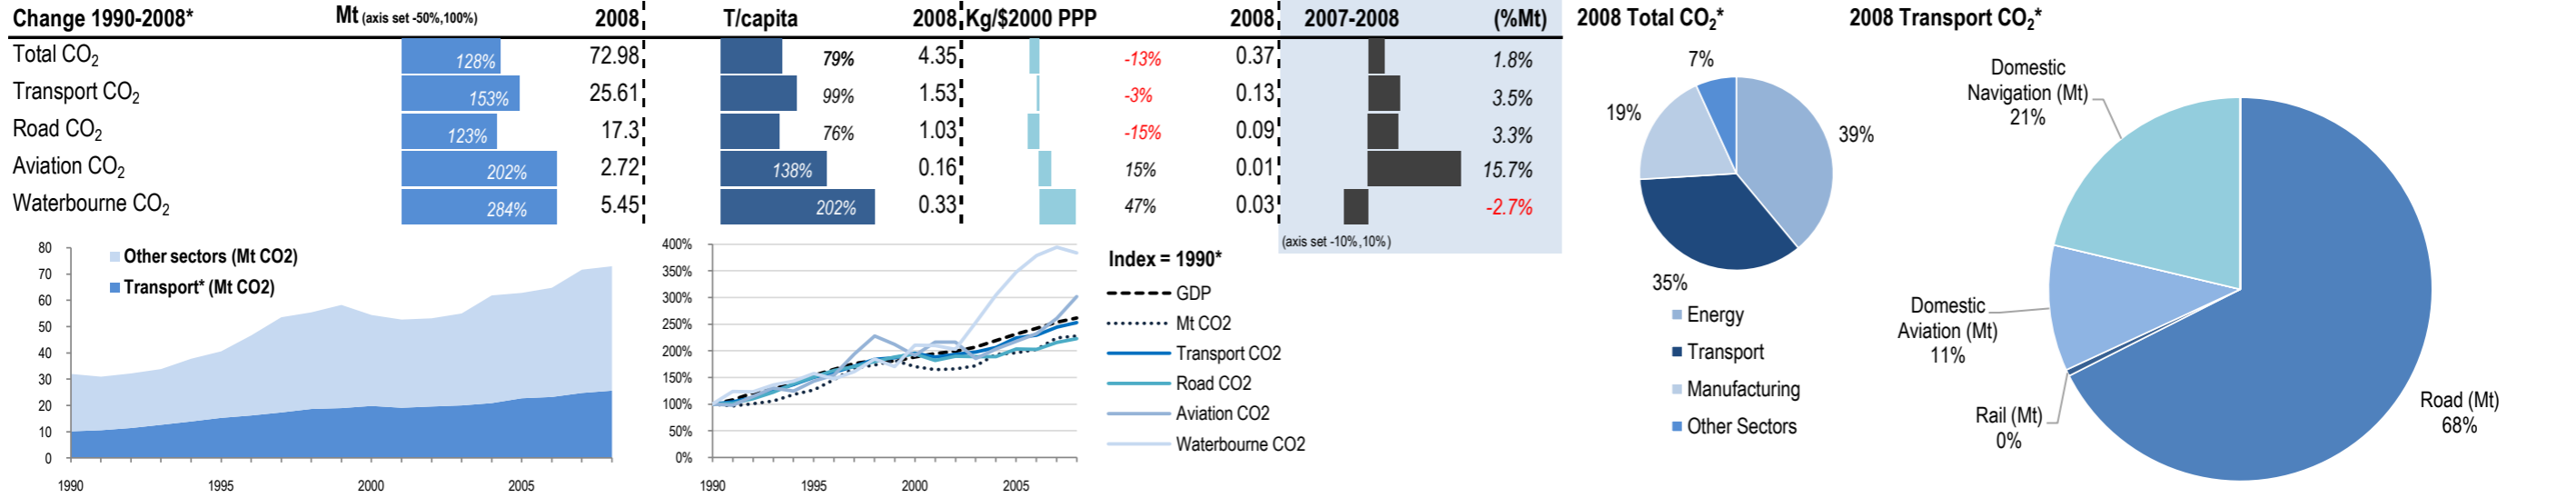 Change 1990-2008* Mt (axis set -50%,100%) 2008 T/capita 2008 Kg/$2000 PPP 2008 2007-2008 (%Mt)
Total CO2 128% 72.98 79% 4.35 -13% 0.37 1.8%
Transport CO2 153% 25.61 99% 1.53 -3% 0.13 3.5%
Road CO2 123% 17.3 76% 1.03 -15% 0.09 3.3%
Aviation CO2 202% 2.72 138% 0.16 15% 0.01 15.7%
Waterbourne CO2 284% 5.45 202% 0.33 47% 0.03 -2.7%
(axis set -10%,10%)
80
70
60
50
40
30
20
10
0
1990 1995 2000 2005
Other sectors (Mt CO2)
Transport* (Mt CO2)
400%
350%
300%
250%
200%
150%
100%
50%
0%
1990 1995 2000 2005
Index = 1990*
GDP
Mt CO2
Transport CO2
Road CO2
Aviation CO2
Waterbourne CO2
2008 Total CO2*
7%
19%
39%
35%
Energy
Transport
Manufacturing
Other Sectors
2008 Transport CO2*
Domestic
Navigation (Mt)
21%
Domestic
Aviation (Mt)
11%
Rail (Mt)
0%
Road (Mt)
68%